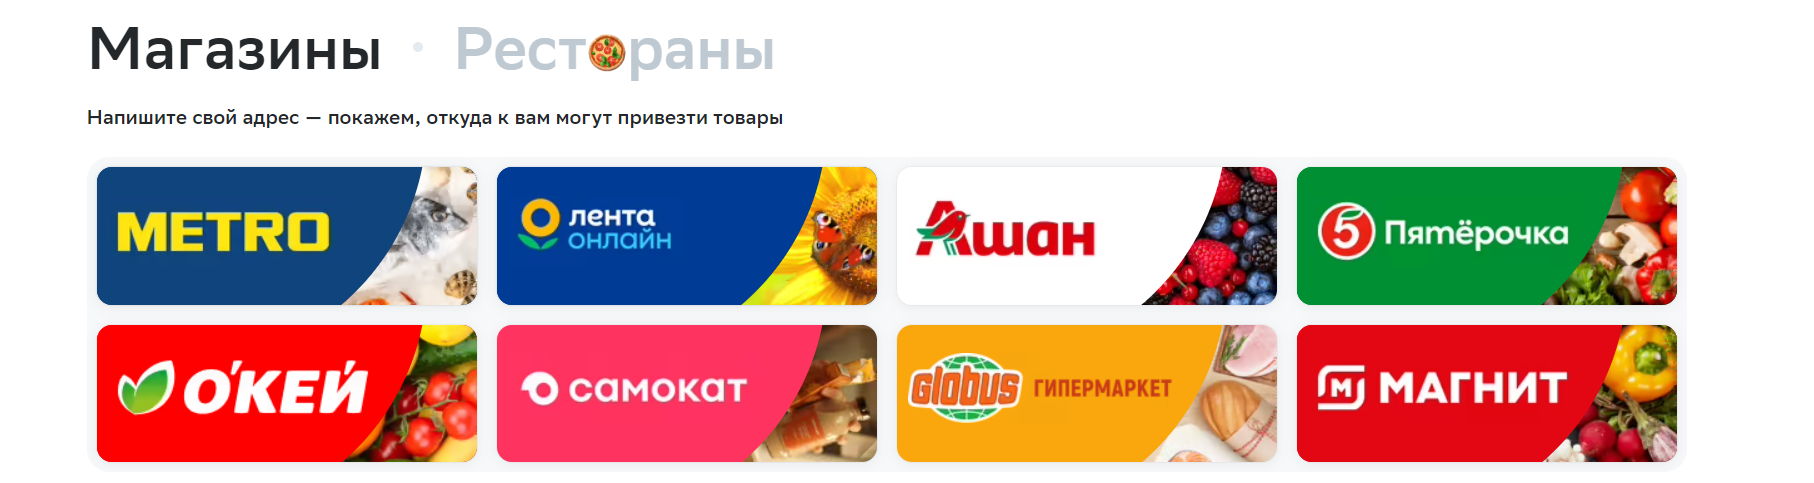 Магазины • Рестораны
Напишите свой адрес — покажем, откуда к вам могут привезти товары
METRO
лента
онлайн
Ашан
5 Пятёрочка
О'КЕЙ
самокат
Globus ГИПЕРМАРКЕТ
М МАГНИТ